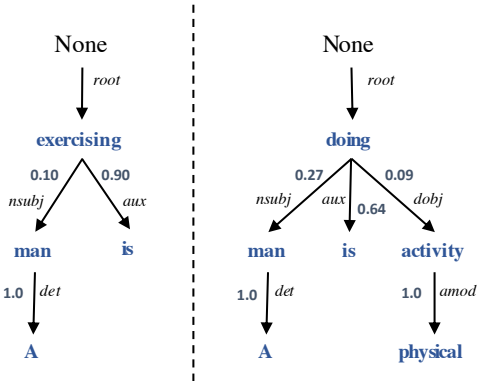 None
root
exercising
0.10 0.90
nsubj aux
man is
1.0 det
A
None
root
doing
0.27 0.09
nsubj aux 0.64 dobj
man is activity
1.0 det 1.0 amod
A physical